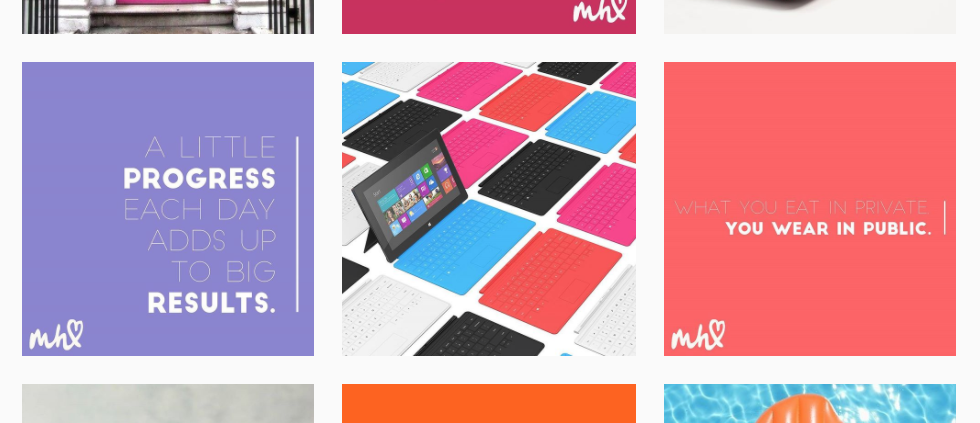 mh
A LITTLE
PROGRESS
EACH DAY
ADDS UP
TO BIG
RESULTS.
mh
WHAT YOU EAT IN PRIVATE
YOU WEAR IN PUBLIC.
mh